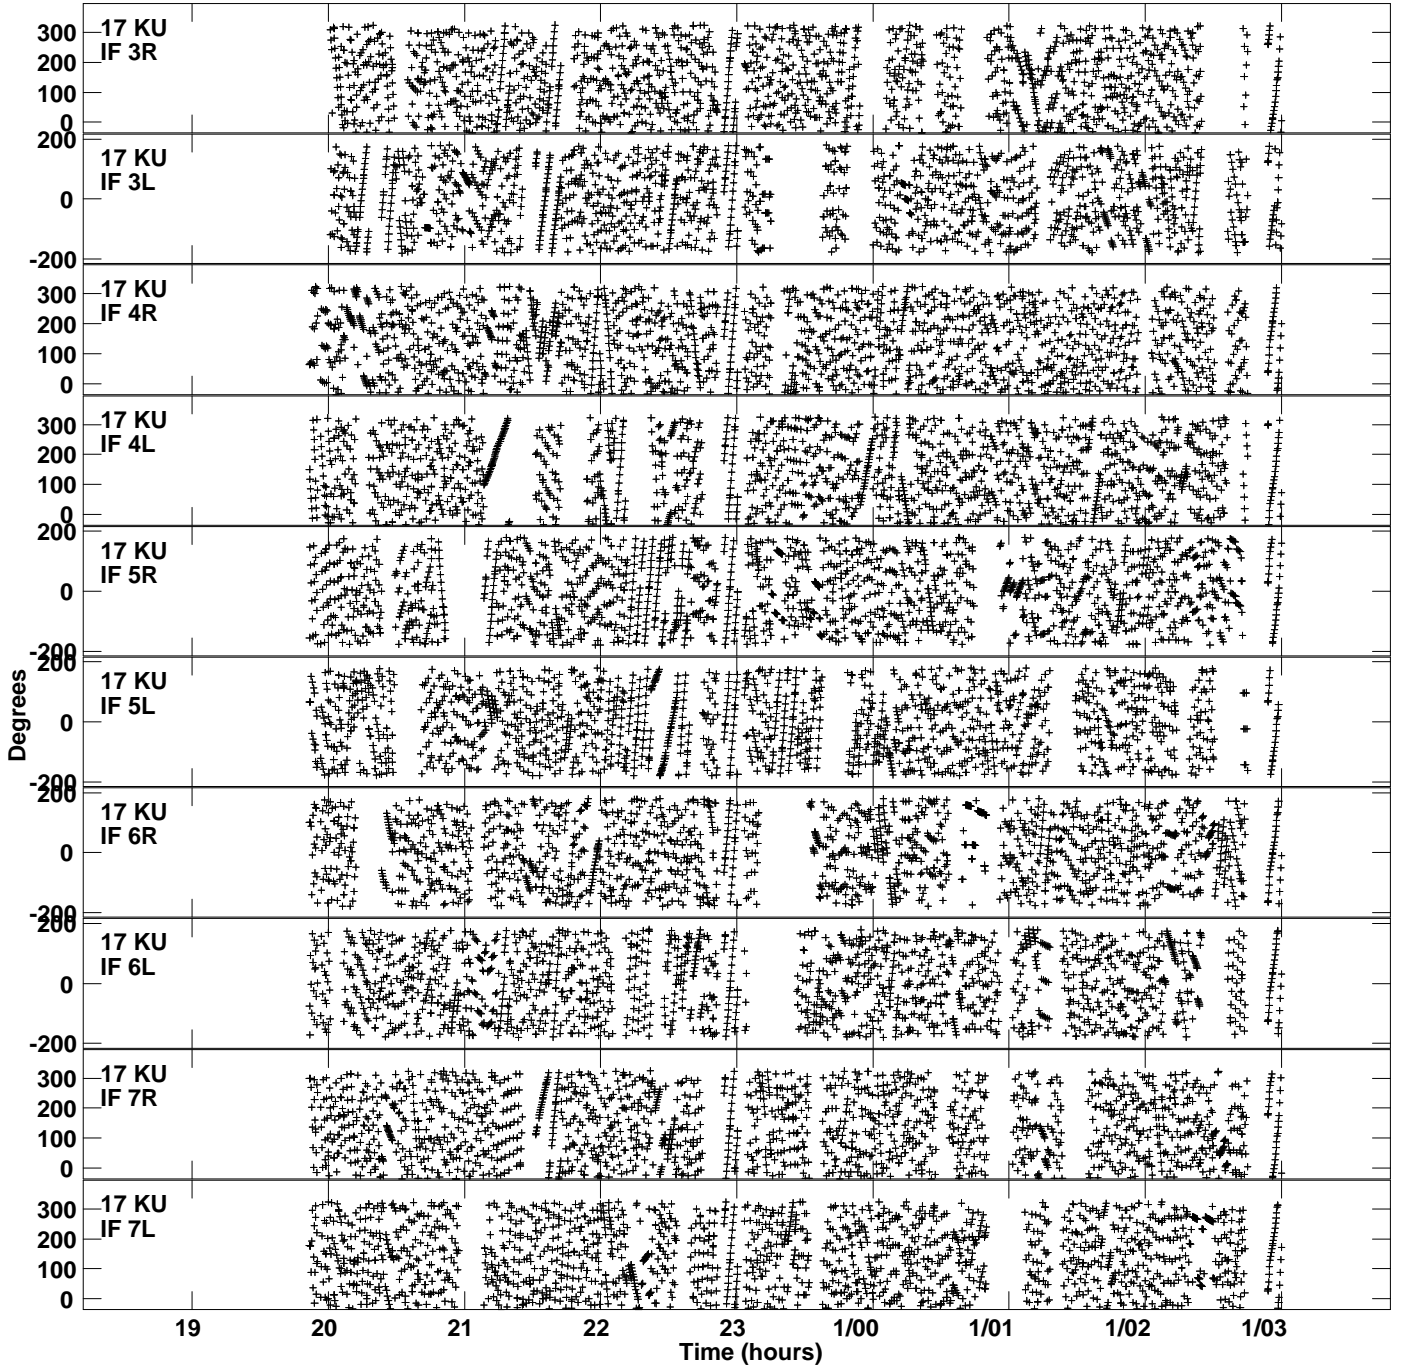 300
200
100
0
17 KU
IF 3R
200
0
-200
17 KU
IF 3L
300
200
100
0
17 KU
IF 4R
300
200
100
0
17 KU
IF 4L
200
0
-200
17 KU
IF 5R
200
0
-200
17 KU
IF 5L
200
0
-200
17 KU
IF 6R
200
0
-200
17 KU
IF 6L
300
200
100
0
17 KU
IF 7R
300
200
100
0
17 KU
IF 7L
Degrees
19 20 21 22 23 1/00 1/01 1/02 1/03
Time (hours)